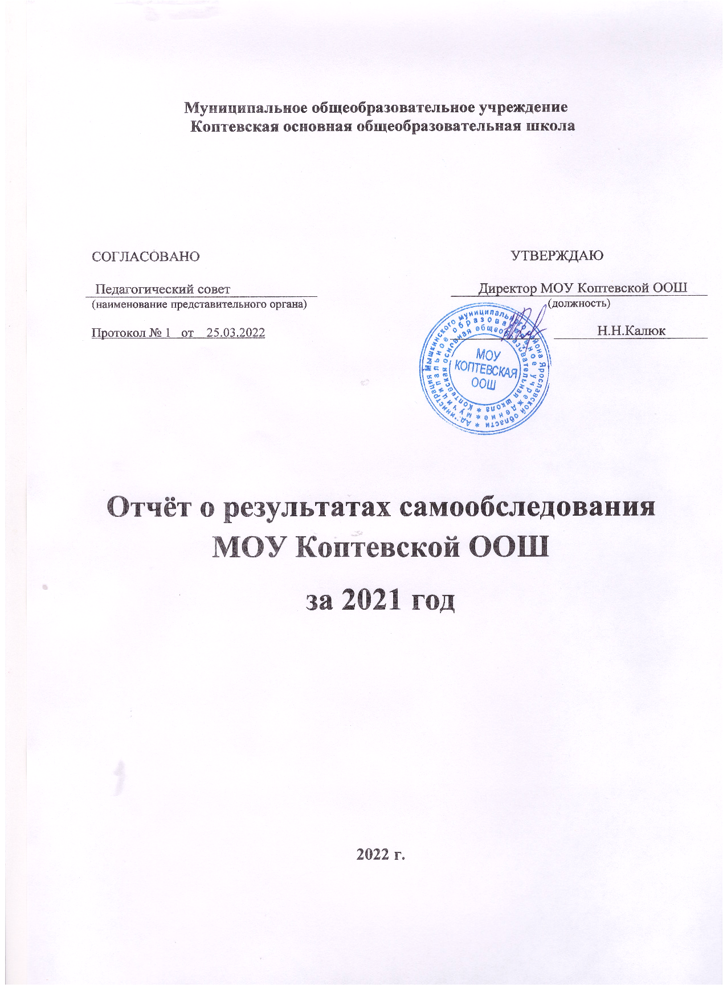 Муниципальное общеобразовательное учреждение
Коптевская основная общеобразовательная школа
СОГЛАСОВАНО
УТВЕРЖДАЮ
Педагогический совет
Директор МОУ Коптевской ООШ
(наименование представительного органа)
(должность)
Протокол № 1 от 25.03.2022
Н.Н.Калюк
Администрация Мышкинского муниципального района Ярославской области *
муниципальное образовательное учреждение *
Коптевская основная общеобразовательная школа *
МОУ
КОПТЕВСКАЯ
ООШ
Отчёт о результатах самообследования
МОУ Коптевской ООШ
за 2021 год
2022 г.